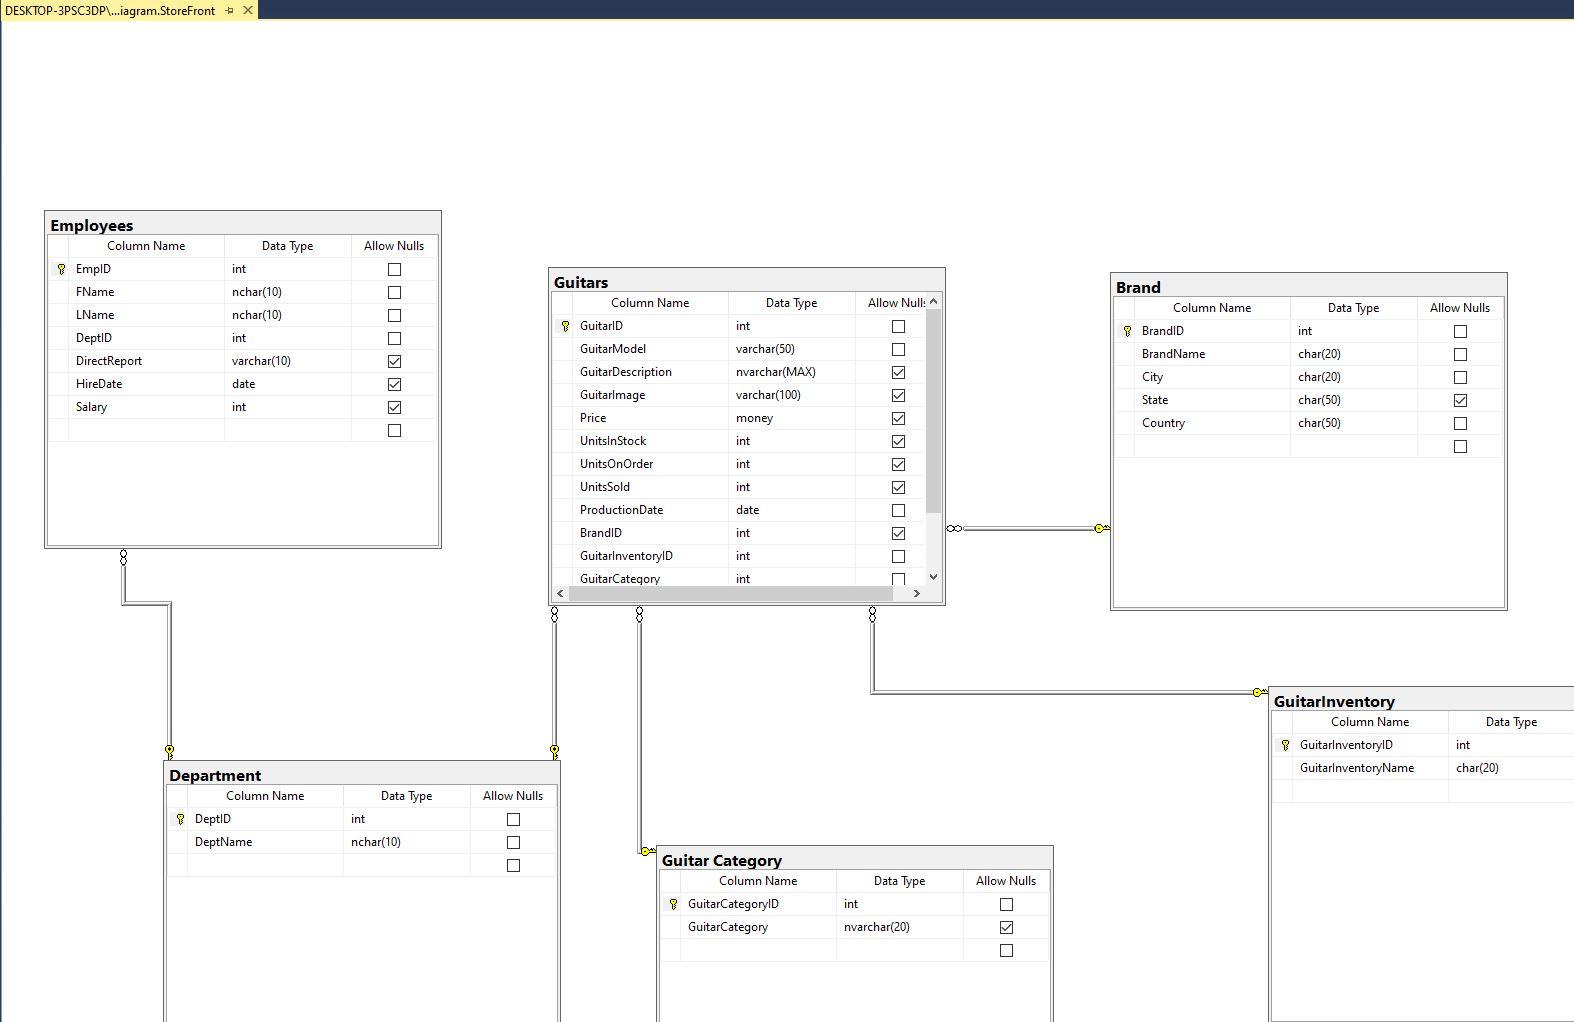 DESKTOP-3PSC3DP\...iagram.StoreFront
Employees
Column Name Data Type Allow Nulls
EmpID int
FName nchar(10)
LName nchar(10)
DeptID int
DirectReport varchar(10)
HireDate date
Salary int
Guitars
Column Name Data Type Allow Nulls
GuitarID int
GuitarModel varchar(50)
GuitarDescription nvarchar(MAX)
GuitarImage varchar(100)
Price money
UnitsInStock int
UnitsOnOrder int
UnitsSold int
ProductionDate date
BrandID int
GuitarInventoryID int
GuitarCategory int
Brand
Column Name Data Type Allow Nulls
BrandID int
BrandName char(20)
City char(20)
State char(50)
Country char(50)
Department
Column Name Data Type Allow Nulls
DeptID int
DeptName nchar(10)
Guitar Category
Column Name Data Type Allow Nulls
GuitarCategoryID int
GuitarCategory nvarchar(20)
GuitarInventory
Column Name Data Type
GuitarInventoryID int
GuitarInventoryName char(20)